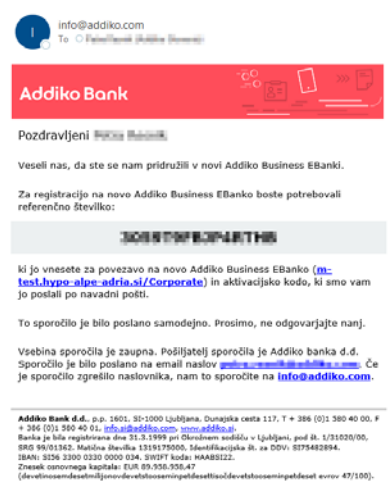 I
info@addiko.com
To
Addiko Bank
Pozdravljeni
Veseli nas, da ste se nam pridružili v novi Addiko Business EBanki.
Za registracijo na novo Addiko Business EBanko boste potrebovali
referenčno številko:
ki jo vnesete za povezavo na novo Addiko Business EBanko (m-
test.hypo-alpe-adria.si/Corporate) in aktivacijsko kodo, ki smo vam
jo poslali po navadni pošti.
To sporočilo je bilo poslano samodejno. Prosimo, ne odgovarjajte nanj.
Vsebina sporočila je zaupna. Pošiljatelj sporočila je Addiko banka d.d.
Sporočilo je bilo poslano na email naslov Če
je sporočilo zgrešilo naslovnika, nam to sporočite na info@addiko.com.
Addiko Bank d.d., p.p. 1601, SI-1000 Ljubljana. Dunajska cesta 117, T + 386 (0)1 580 40 00, F
+ 386 (0)1 580 40 01, info.si@addiko.com, www.addiko.si.
Banka je bila registrirana dne 31.3.1999 pri Okrožnem sodišču v Ljubljani, pod št. 1/31020/00,
SRG 99/01362. Matična številka 1319175000, Identifikacijska št. za DDV: SI75482894.
IBAN: SI56 3300 0330 0000 034, SWIFT koda: HAABSI22.
Znesek osnovnega kapitala: EUR 89.958.958,47
(devetinosemdesetmiljonovdevetstooseminpetdesettisočdevetstooseminpetdeset evrov 47/100).